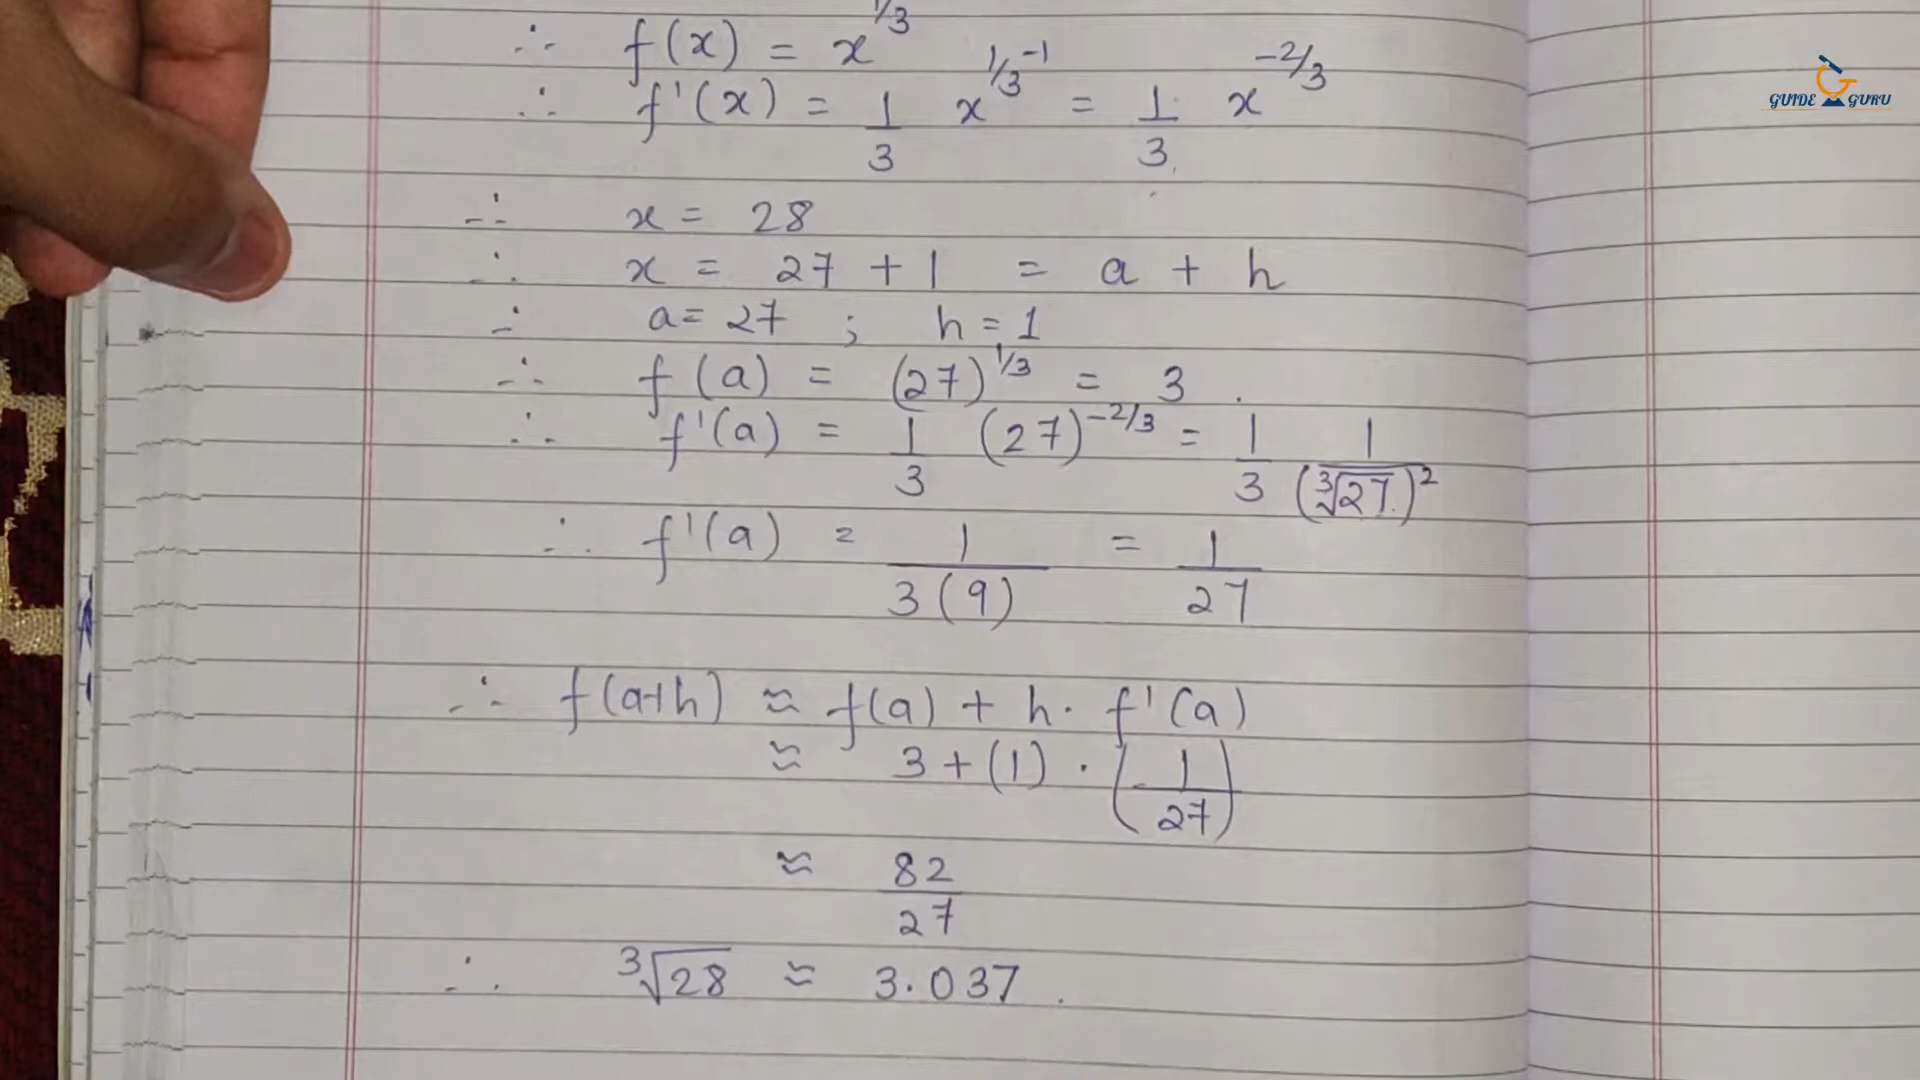 ∴ f(x) = x^1/3
∴ f'(x) = 1/3 x^1/3-1 = 1/3 x^-2/3
∴ x = 28
∴ x = 27 + 1 = a + h
∴ a = 27 ; h = 1
∴ f(a) = (27)^1/3 = 3.
∴ f'(a) = 1/3 (27)^-2/3 = 1/3 1/(∛27)^2
∴ f'(a) = 1/3(9) = 1/27
∴ f(a+h) ≈ f(a) + h· f'(a)
≈ 3 + (1) · (1/27)
≈ 82/27
∴ ∛28 ≈ 3.037.
GUIDE GURU